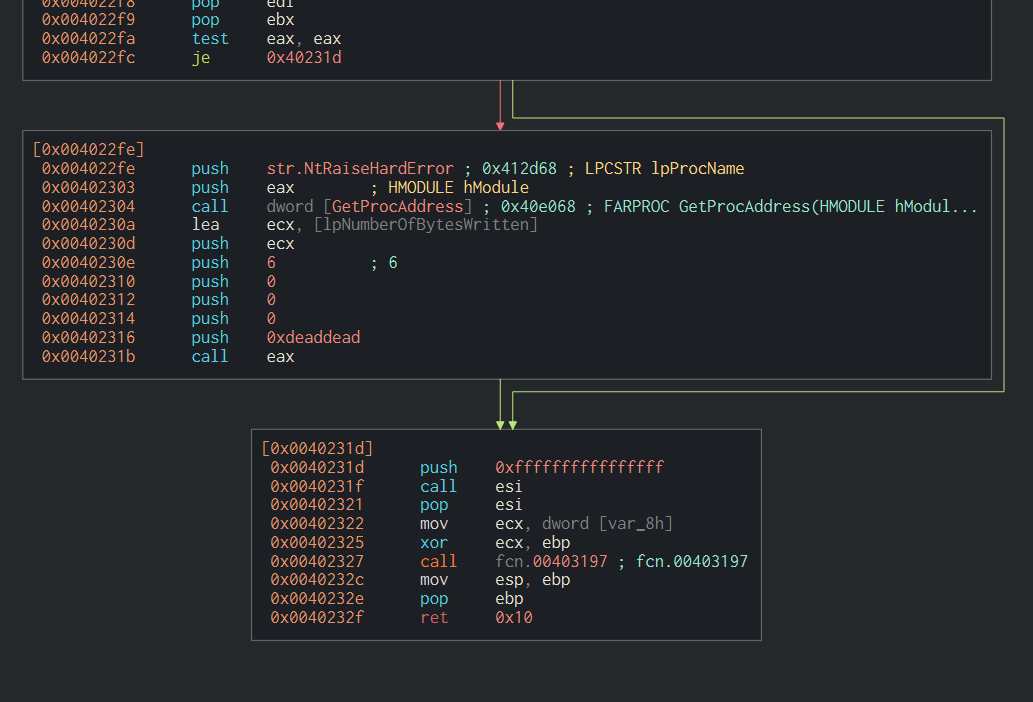 0x004022f8 pop edi
0x004022f9 pop ebx
0x004022fa test eax, eax
0x004022fc je 0x40231d
[0x004022fe]
0x004022fe push str.NtRaiseHardError ; 0x412d68 ; LPCSTR lpProcName
0x00402303 push eax ; HMODULE hModule
0x00402304 call dword [GetProcAddress] ; 0x40e068 ; FARPROC GetProcAddress(HMODULE hModul...
0x0040230a lea ecx, [lpNumberOfBytesWritten]
0x0040230d push ecx
0x0040230e push 6 ; 6
0x00402310 push 0
0x00402312 push 0
0x00402314 push 0
0x00402316 push 0xdeaddead
0x0040231b call eax
[0x0040231d]
0x0040231d push 0xffffffffffffffff
0x0040231f call esi
0x00402321 pop esi
0x00402322 mov ecx, dword [var_8h]
0x00402325 xor ecx, ebp
0x00402327 call fcn.00403197 ; fcn.00403197
0x0040232c mov esp, ebp
0x0040232e pop ebp
0x0040232f ret 0x10